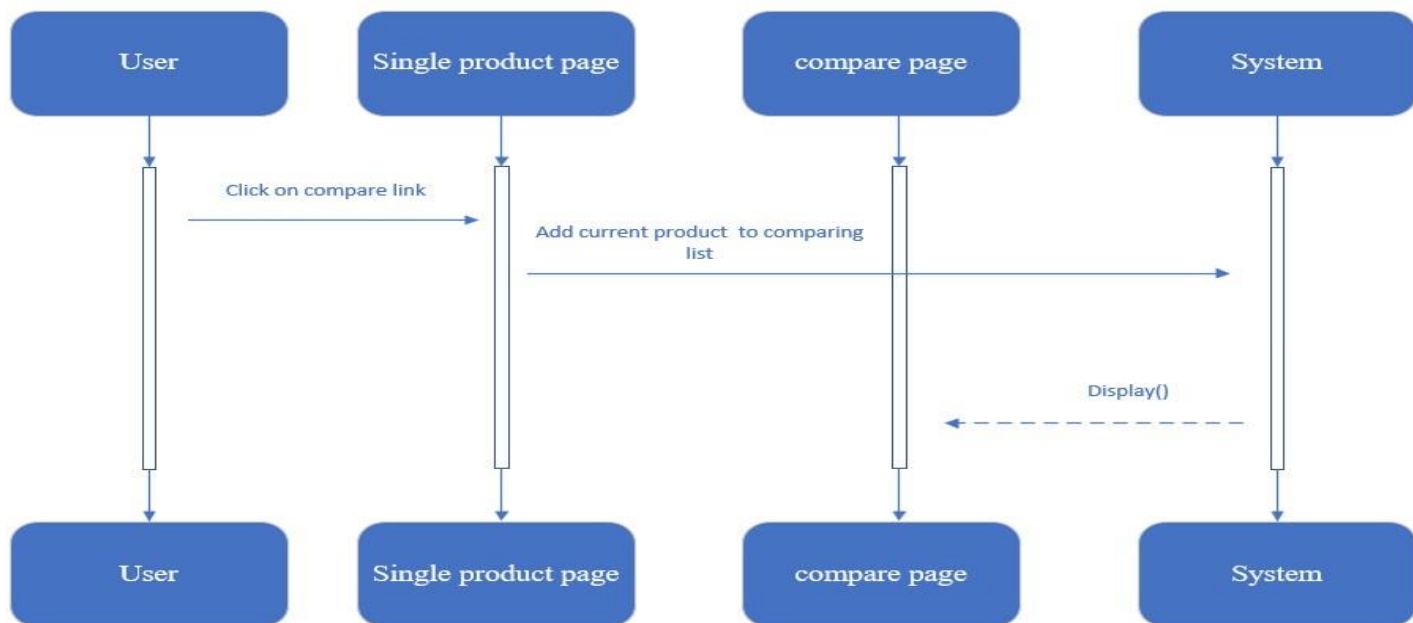 User
Single product page
compare page
System
Click on compare link
Add current product  to comparing
list
Display()
User
Single product page
compare page
System